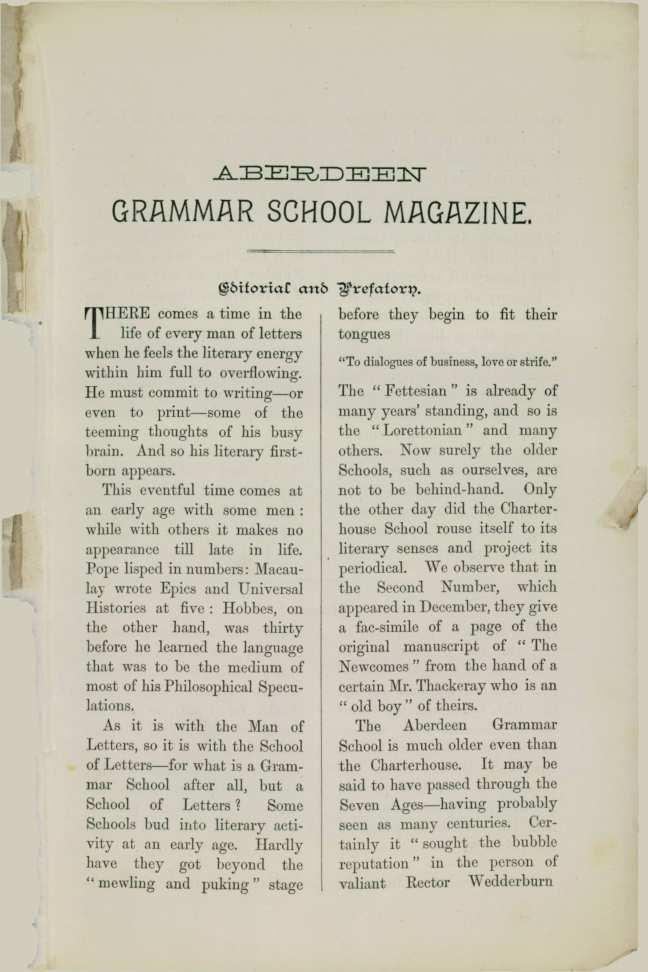 ABERDEEN
GRAMMAR SCHOOL MAGAZINE.
Editorial and Prefatory.
THERE comes a time in the
life of every man of letters
when he feels the literary energy
within him full to overflowing.
He must commit to writing—or
even to print—some of the
teeming thoughts of his busy
brain. And so his literary first-
born appears.
This eventful time comes at
an early age with some men :
while with others it makes no
appearance till late in life.
Pope lisped in numbers: Macau-
lay wrote Epics and Universal
Histories at five : Hobbes, on
the other hand, was thirty
before he learned the language
that was to be the medium of
most of his Philosophical Specu-
lations.
As it is with the Man of
Letters, so it is with the School
of Letters—for what is a Gram-
mar School after all, but a
School of Letters? Some
Schools bud into literary acti-
vity at an early age. Hardly
have they got beyond the
“mewling and puking” stage
before they begin to fit their
tongues
“To dialogues of business, love or strife.”
The “Fettesian” is already of
many years' standing, and so is
the “Lorettonian” and many
others. Now surely the older
Schools, such as ourselves, are
not to be behind-hand. Only
the other day did the Charter-
house School rouse itself to its
literary senses and project its
periodical. We observe that in
the Second Number, which
appeared in December, they give
a fac-simile of a page of the
original manuscript of “The
Newcomes” from the hand of a
certain Mr. Thackeray who is an
“old boy” of theirs.
The Aberdeen Grammar
School is much older even than
the Charterhouse. It may be
said to have passed through the
Seven Ages—having probably
seen as many centuries. Cer-
tainly it “sought the bubble
reputation” in the person of
valiant Rector Wedderburn